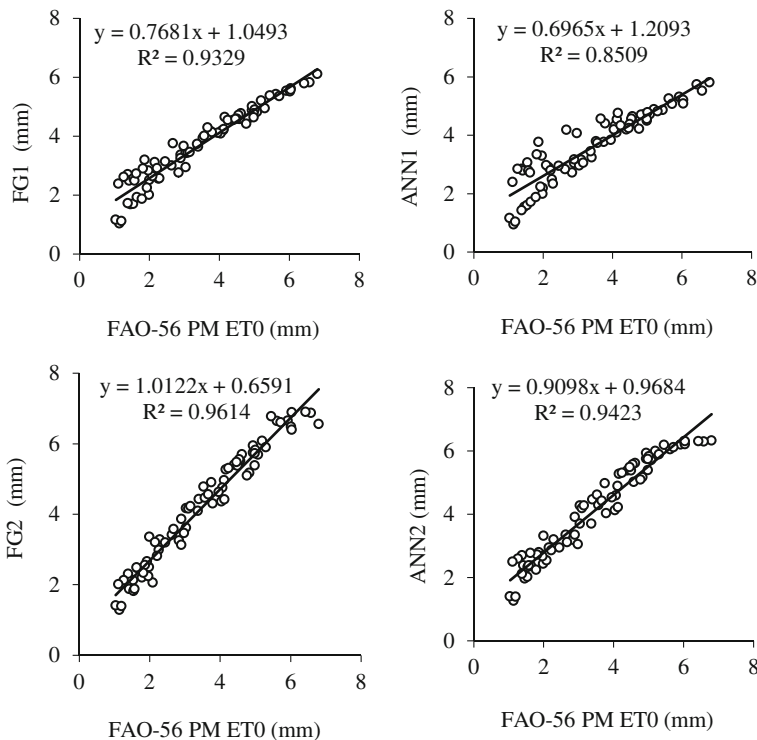 y = 0.7681x + 1.0493
R² = 0.9329
8
6
4
2
0
FG1 (mm)
0 2 4 6 8
FAO-56 PM ET0 (mm)
y = 0.6965x + 1.2093
R² = 0.8509
8
6
4
2
0
ANN1 (mm)
0 2 4 6 8
FAO-56 PM ET0 (mm)
y = 1.0122x + 0.6591
R² = 0.9614
8
6
4
2
0
FG2 (mm)
0 2 4 6 8
FAO-56 PM ET0 (mm)
y = 0.9098x + 0.9684
R² = 0.9423
8
6
4
2
0
ANN2 (mm)
0 2 4 6 8
FAO-56 PM ET0 (mm)